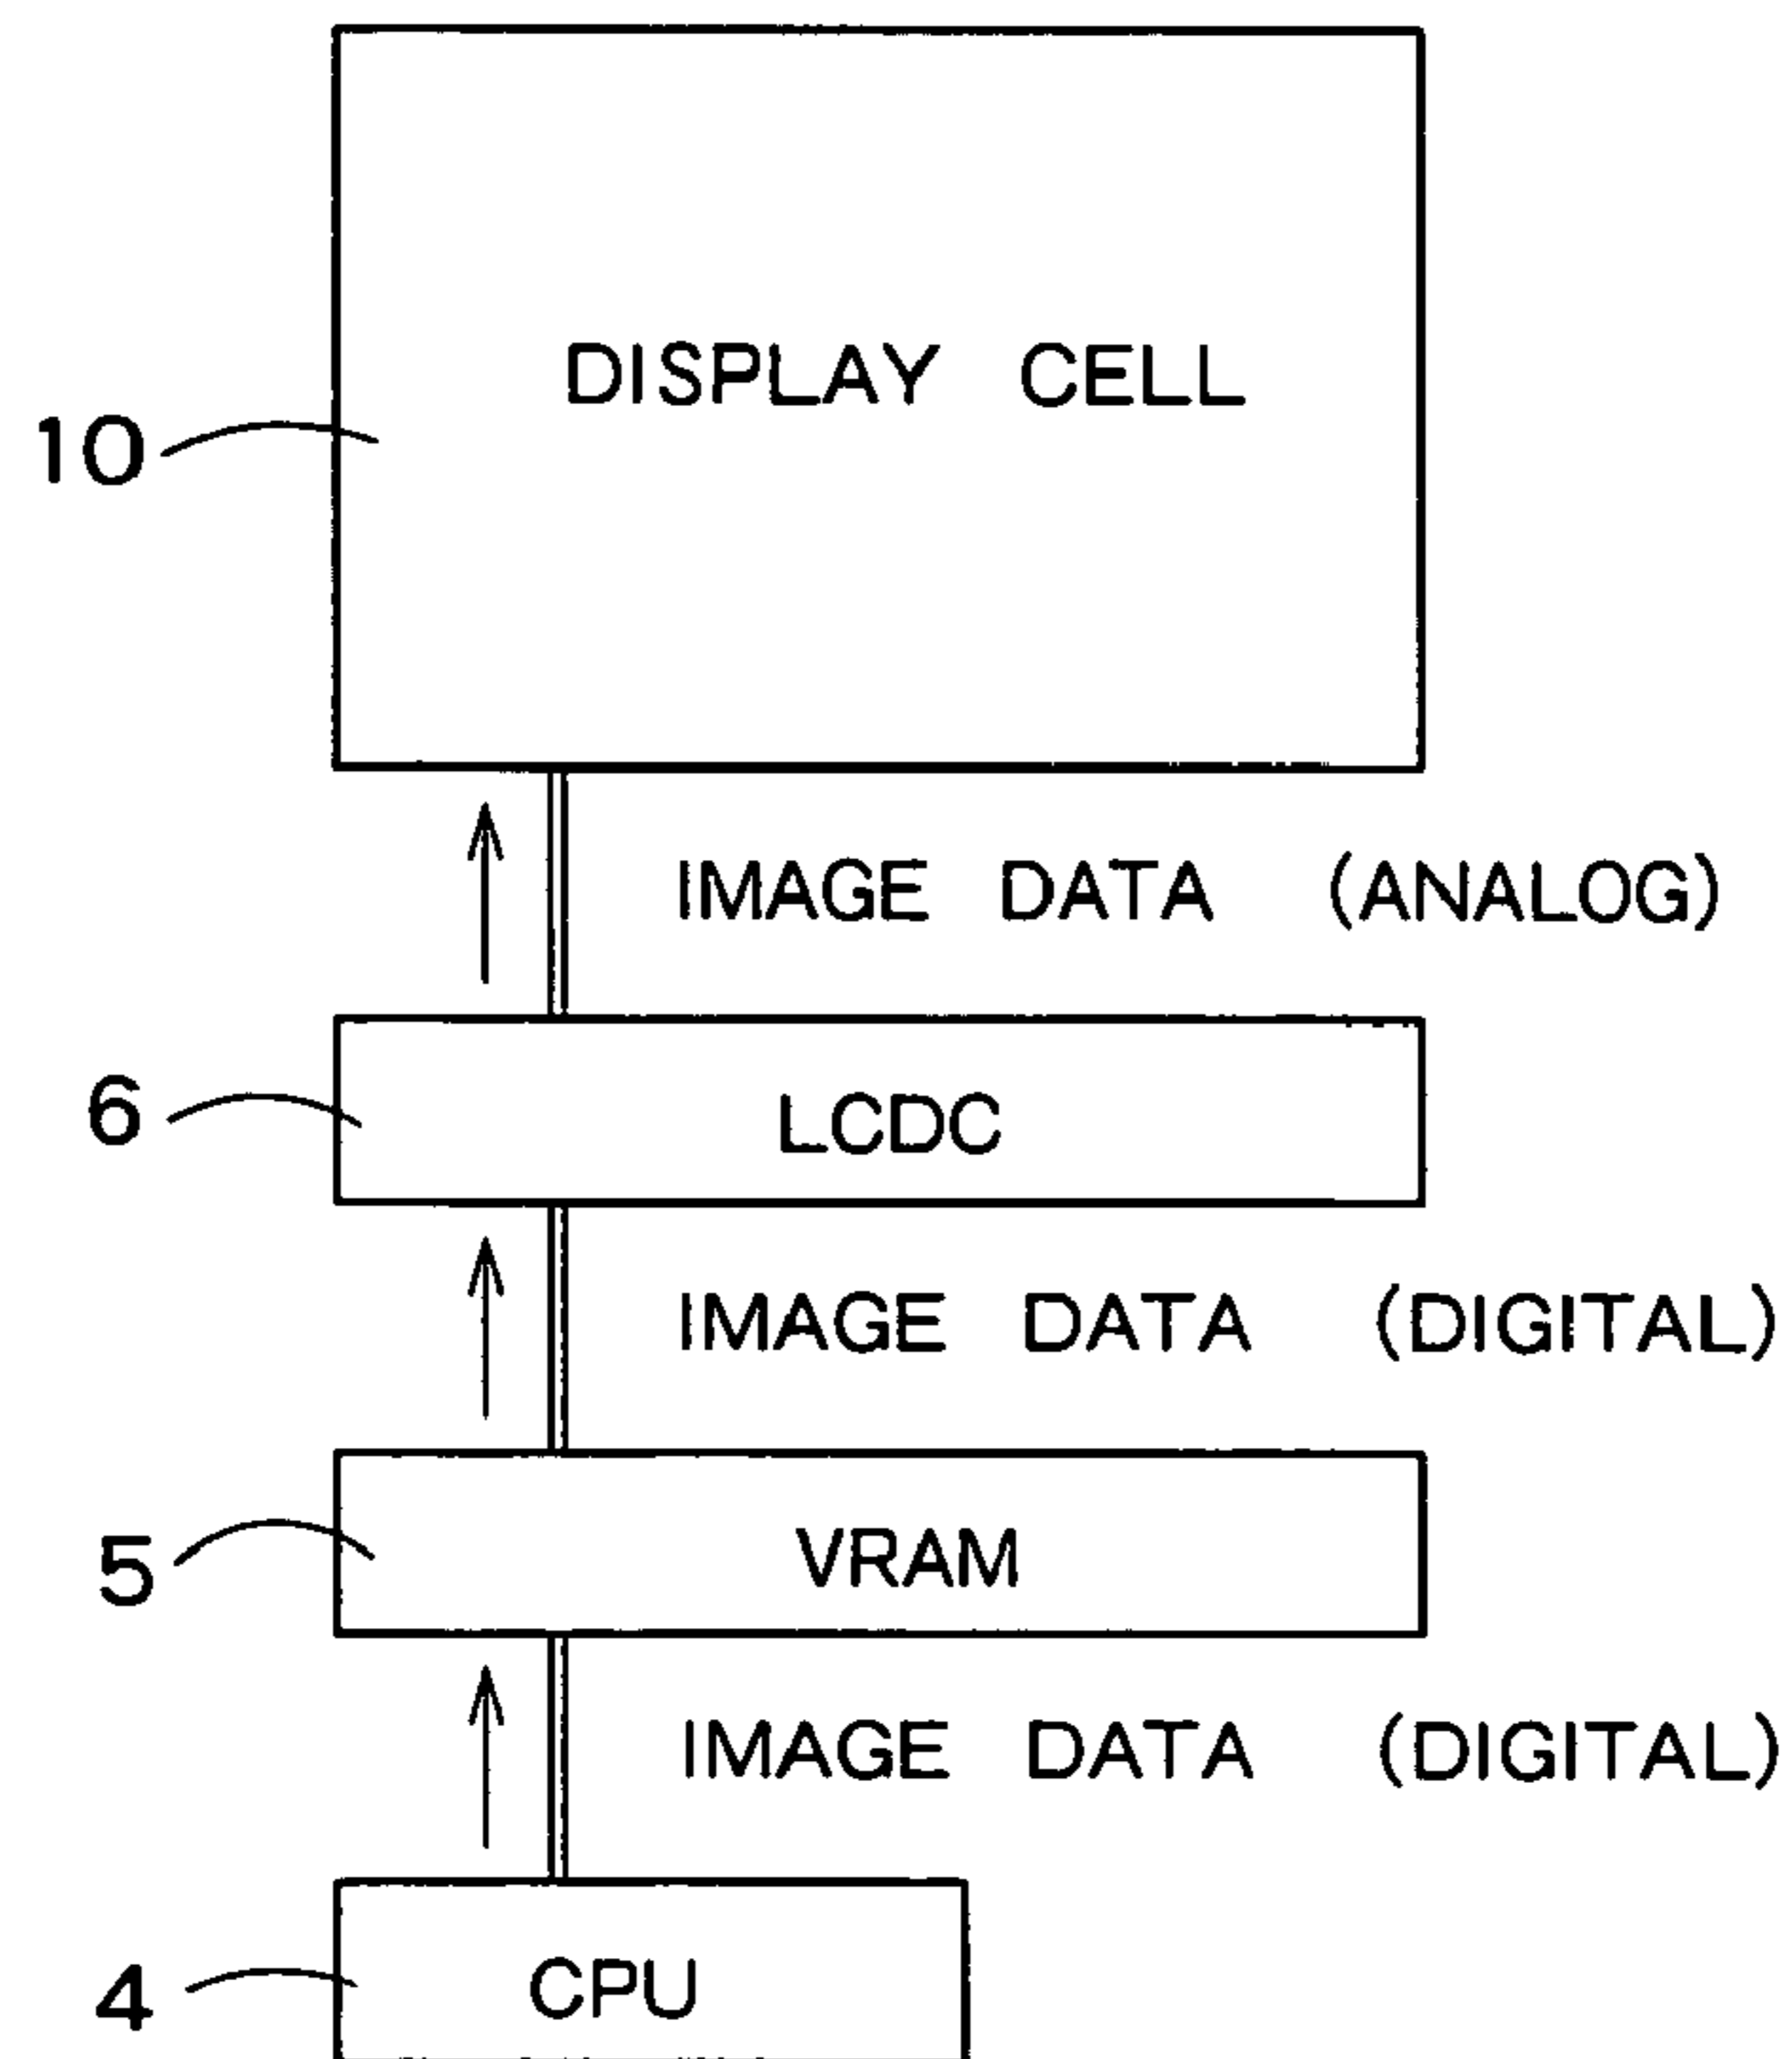 DISPLAY CELL
10
IMAGE DATA (ANALOG)
6
LCDC
IMAGE DATA (DIGITAL)
5
VRAM
IMAGE DATA (DIGITAL)
4
CPU